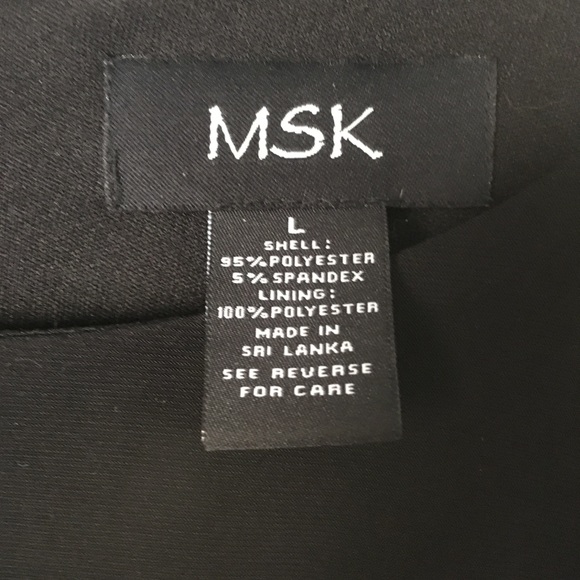 MSK
L
SHELL:
95%POLYESTER
5%SPANDEX
LINING:
100%POLYESTER
MADE IN
SRI LANKA
SEE REVERSE
FOR CARE